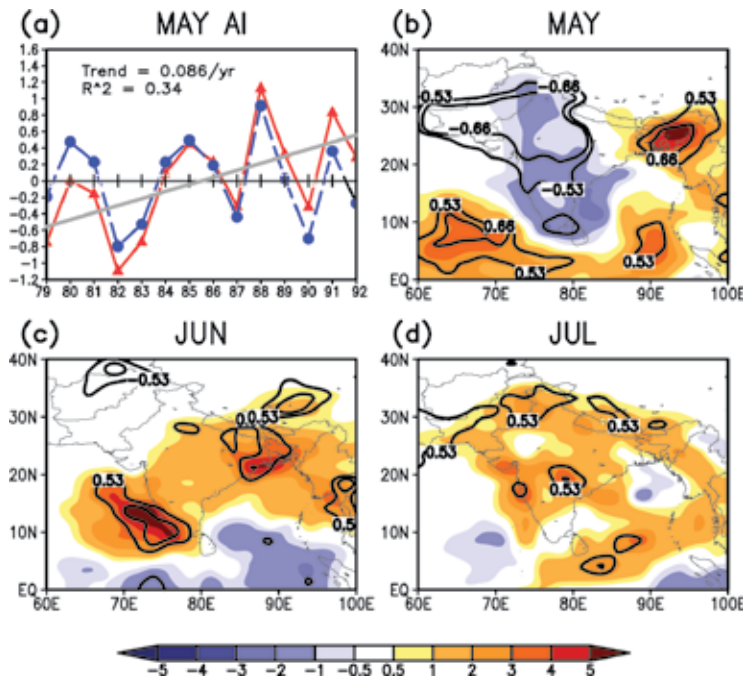 (a) MAY AI
1.6
1.4
1.2
1
0.8
0.6
0.4
0.2
0
-0.2
-0.4
-0.6
-0.8
-1
-1.2
Trend = 0.086/yr
R^2 = 0.34
79 80 81 82 83 84 85 86 87 88 89 90 91 92
(b) MAY
40N
30N
20N
10N
EQ
0.53 -0.66 0.53
-0.66 0.66
-0.53
0.53 0.66
0.53 0.53
60E 70E 80E 90E 100E
(c) JUN
40N
30N
20N
10N
EQ
-0.53
0.53
0.53
60E 70E 80E 90E 100E
(d) JUL
40N
30N
20N
10N
EQ
0.53 0.53
0.53
60E 70E 80E 90E 100E
-5 -4 -3 -2 -1 -0.5 0.5 1 2 3 4 5